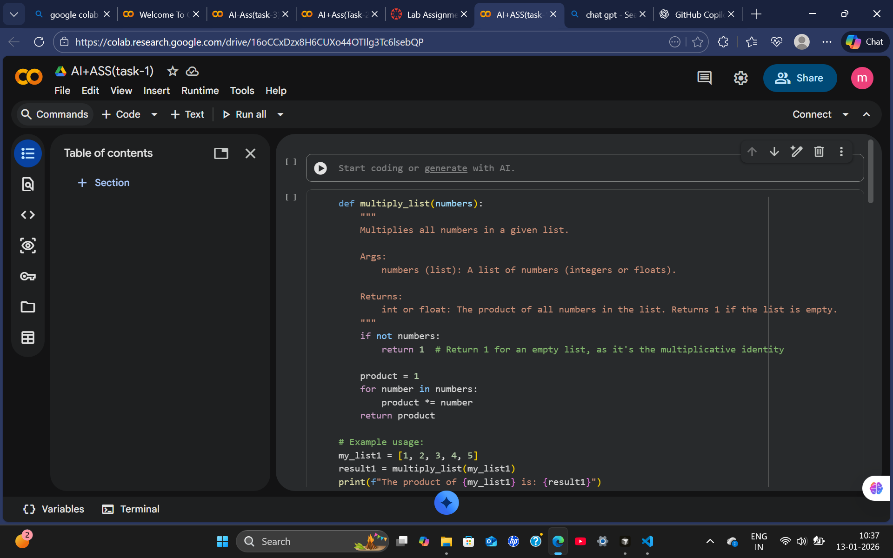 google colab
Welcome To
AI-Ass(task-3
AI+ASS(Task-2
Lab Assignme
AI+ASS(task-
chat gpt - Se
GitHub Copil
https://colab.research.google.com/drive/16oCCxDzx8H6CUXo44OTIlg3Tc6lsebQP
Chat
AI+ASS(task-1)
File Edit View Insert Runtime Tools Help
Share
m
Commands + Code + Text Run all
Connect
Table of contents
+ Section
[ ] Start coding or generate with AI.
[ ]
def multiply_list(numbers):
"""
Multiplies all numbers in a given list.
Args:
numbers (list): A list of numbers (integers or floats).
Returns:
int or float: The product of all numbers in the list. Returns 1 if the list is empty.
"""
if not numbers:
return 1  # Return 1 for an empty list, as it's the multiplicative identity
product = 1
for number in numbers:
product *= number
return product
# Example usage:
my_list1 = [1, 2, 3, 4, 5]
result1 = multiply_list(my_list1)
print(f"The product of {my_list1} is: {result1}")
{} Variables
Terminal
2
Search
ENG
IN
10:37
13-01-2026